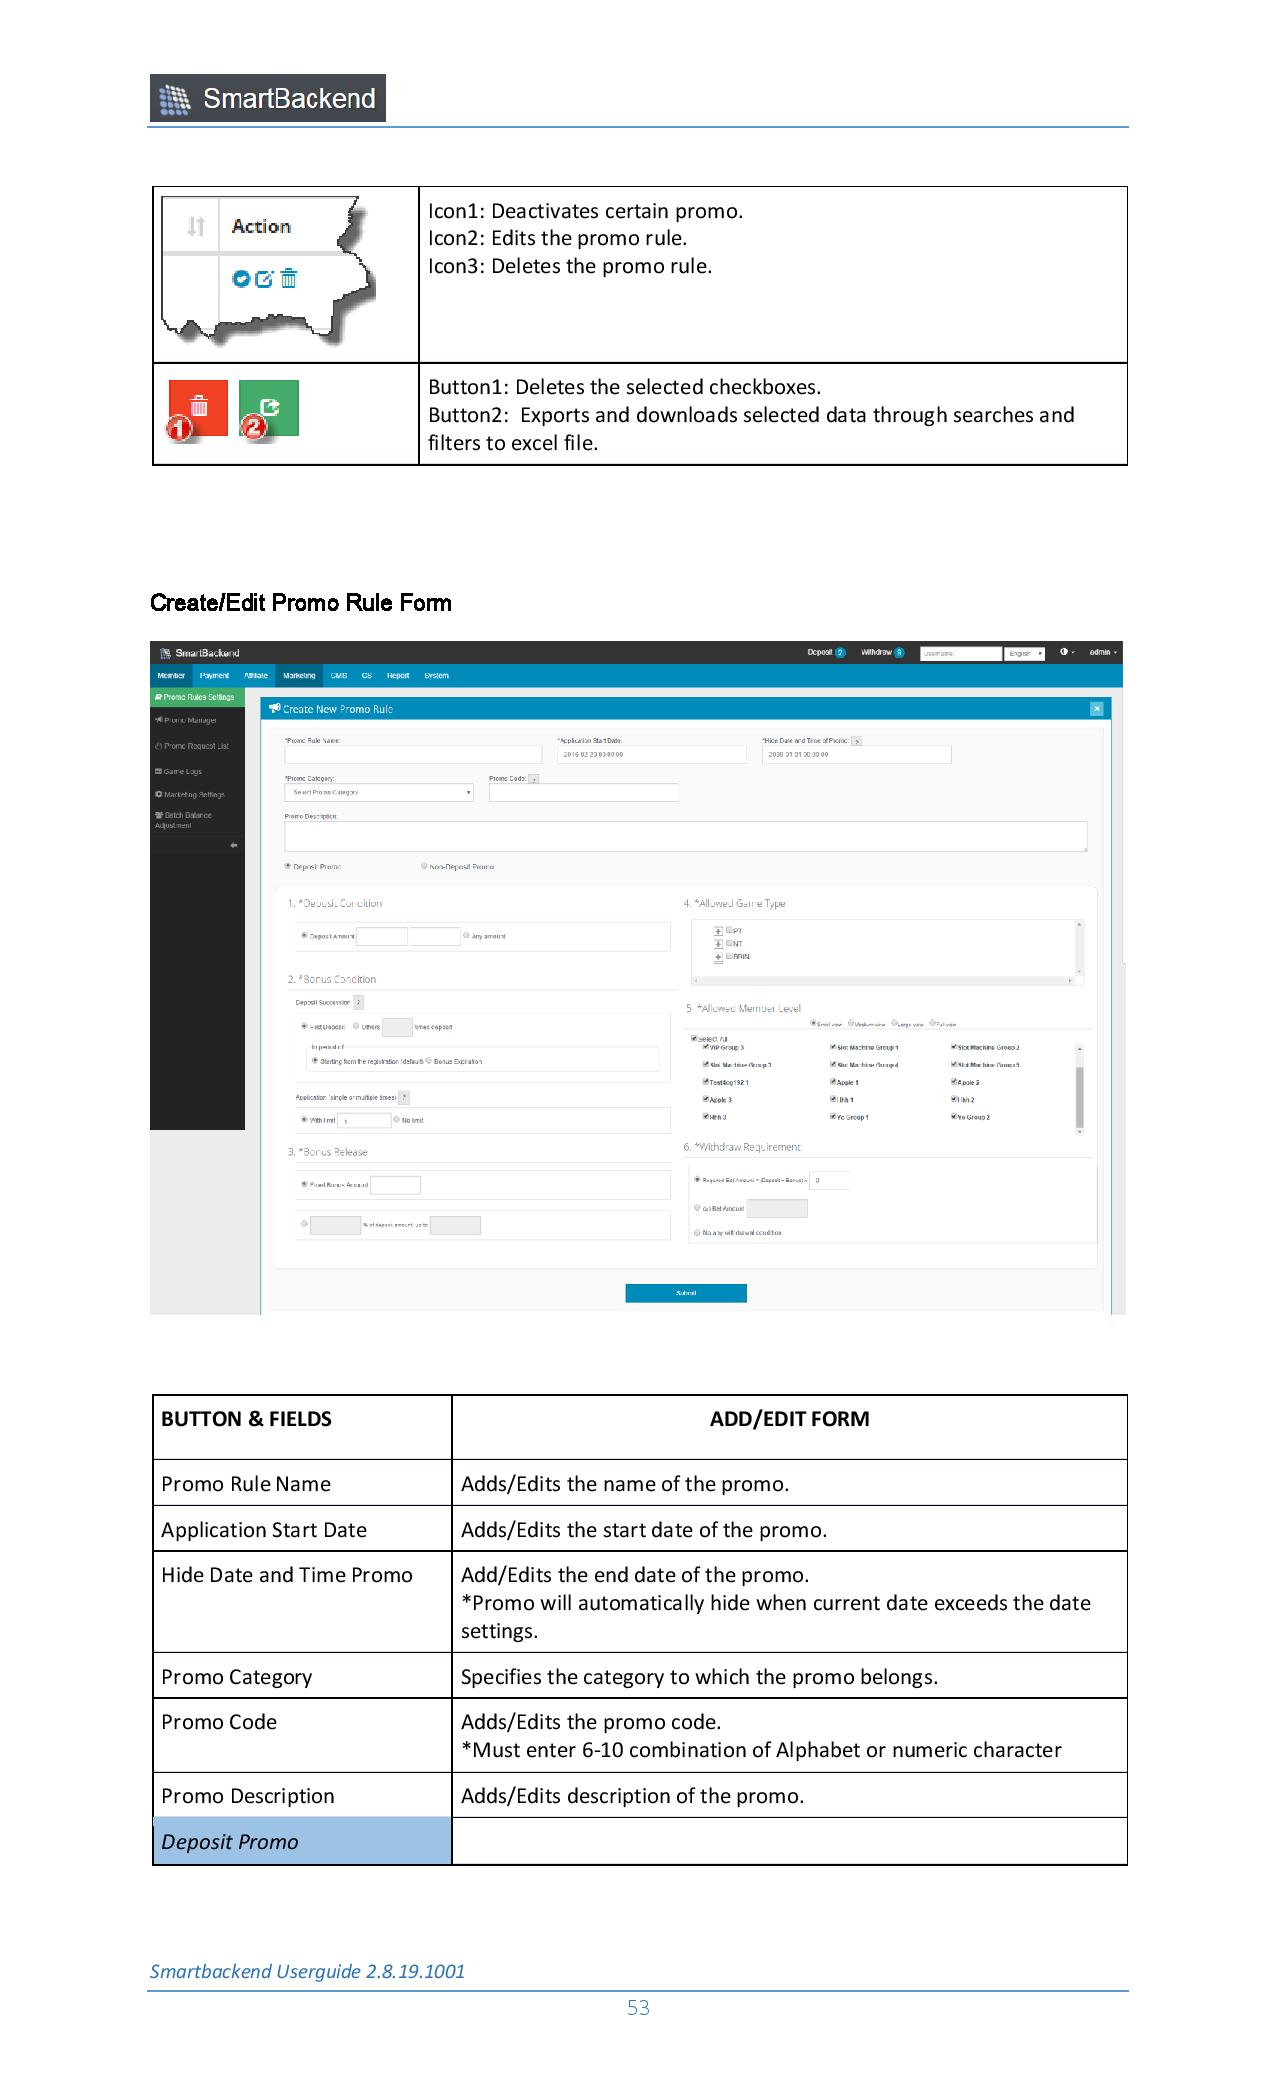 SmartBackend
Action
Icon1: Deactivates certain promo.
Icon2: Edits the promo rule.
Icon3: Deletes the promo rule.
1 2
Button1: Deletes the selected checkboxes.
Button2:  Exports and downloads selected data through searches and
filters to excel file.
Create/Edit Promo Rule Form
SmartBackend Deposit 2 Withdraw 8 Username: English admin
Member Payment Affiliate Marketing CMS CS Report System
Promo Rules Settings
Promo Manager
Promo Request List
Game Logs
Marketing Settings
Batch Balance
Adjustment
Create New Promo Rule
*Promo Rule Name: *Application Start Date: *Hide Date and Time of Promo: ?
2016-02-29 00:00:00
00:00:00
*Promo Category: Promo Code: ?
Select Promo Category
Promo Description:
Deposit Promo Non-Deposit Promo
1. *Deposit Condition
Deposit Amount Any amount
2. *Bonus Condition
Deposit Succession ?
First Deposit Others times deposit
In period of
Starting from the registration (default) Bonus Expiration
Application (single or multiple times) ?
With limit 1 No limit
3. *Bonus Release
Fixed Bonus Amount
% of deposit amount, up to
4. *Allowed Game Type
PT
NT
BBIN
5. *Allowed Member Level
Small view Medium view Large view Full view
Select All
VIP Group 3 Slot Machine Group 1 Slot Machine Group 2
Slot Machine Group 3 Slot Machine Group 4 Slot Machine Group 5
Testdep192 1 Apple 1 Apple 2
Apple 3 Hhh 1 Hhh 2
Hhh 3 Yo Group 1 Yo Group 2
6. *Withdraw Requirement
Required Bet Amount = (Deposit + Bonus) x 0
(≥) Bet Amount
No any withdrawal condition
Submit
BUTTON & FIELDS ADD/EDIT FORM
Promo Rule Name Adds/Edits the name of the promo.
Application Start Date Adds/Edits the start date of the promo.
Hide Date and Time Promo Add/Edits the end date of the promo.
*Promo will automatically hide when current date exceeds the date
settings.
Promo Category Specifies the category to which the promo belongs.
Promo Code Adds/Edits the promo code.
*Must enter 6-10 combination of Alphabet or numeric character
Promo Description Adds/Edits description of the promo.
Deposit Promo
Smartbackend Userguide 2.8.19.1001
53